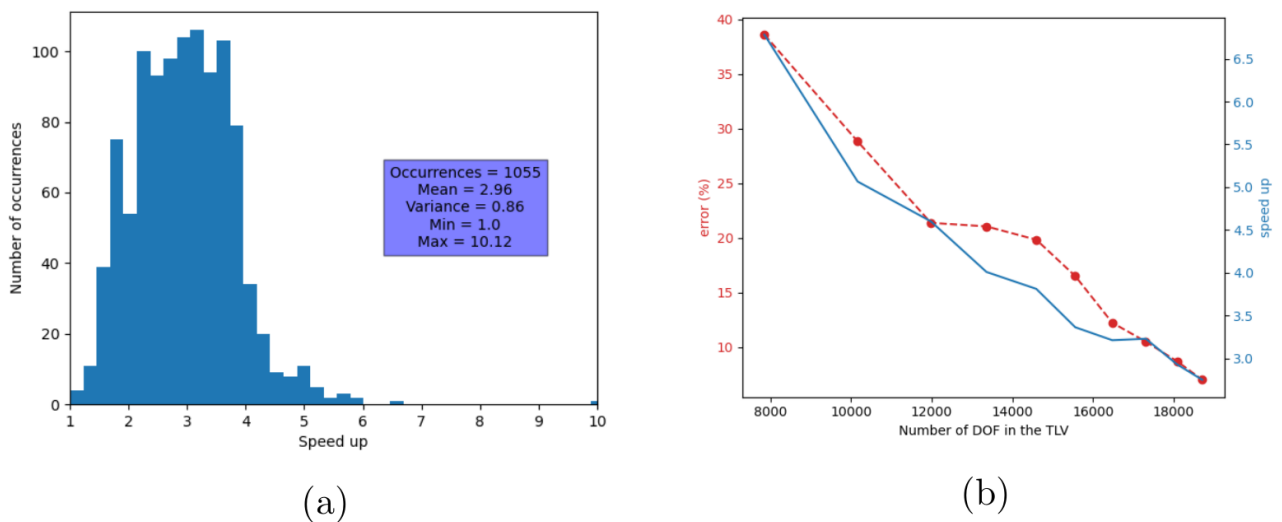 100
80
60
40
20
0
Number of occurrences
1 2 3 4 5 6 7 8 9 10
Speed up
Occurrences = 1055
Mean = 2.96
Variance = 0.86
Min = 1.0
Max = 10.12
(a)
40
35
30
25
20
15
10
error (%)
8000 10000 12000 14000 16000 18000
Number of DOF in the TLV
6.5
6.0
5.5
5.0
4.5
4.0
3.5
3.0
speed up
(b)